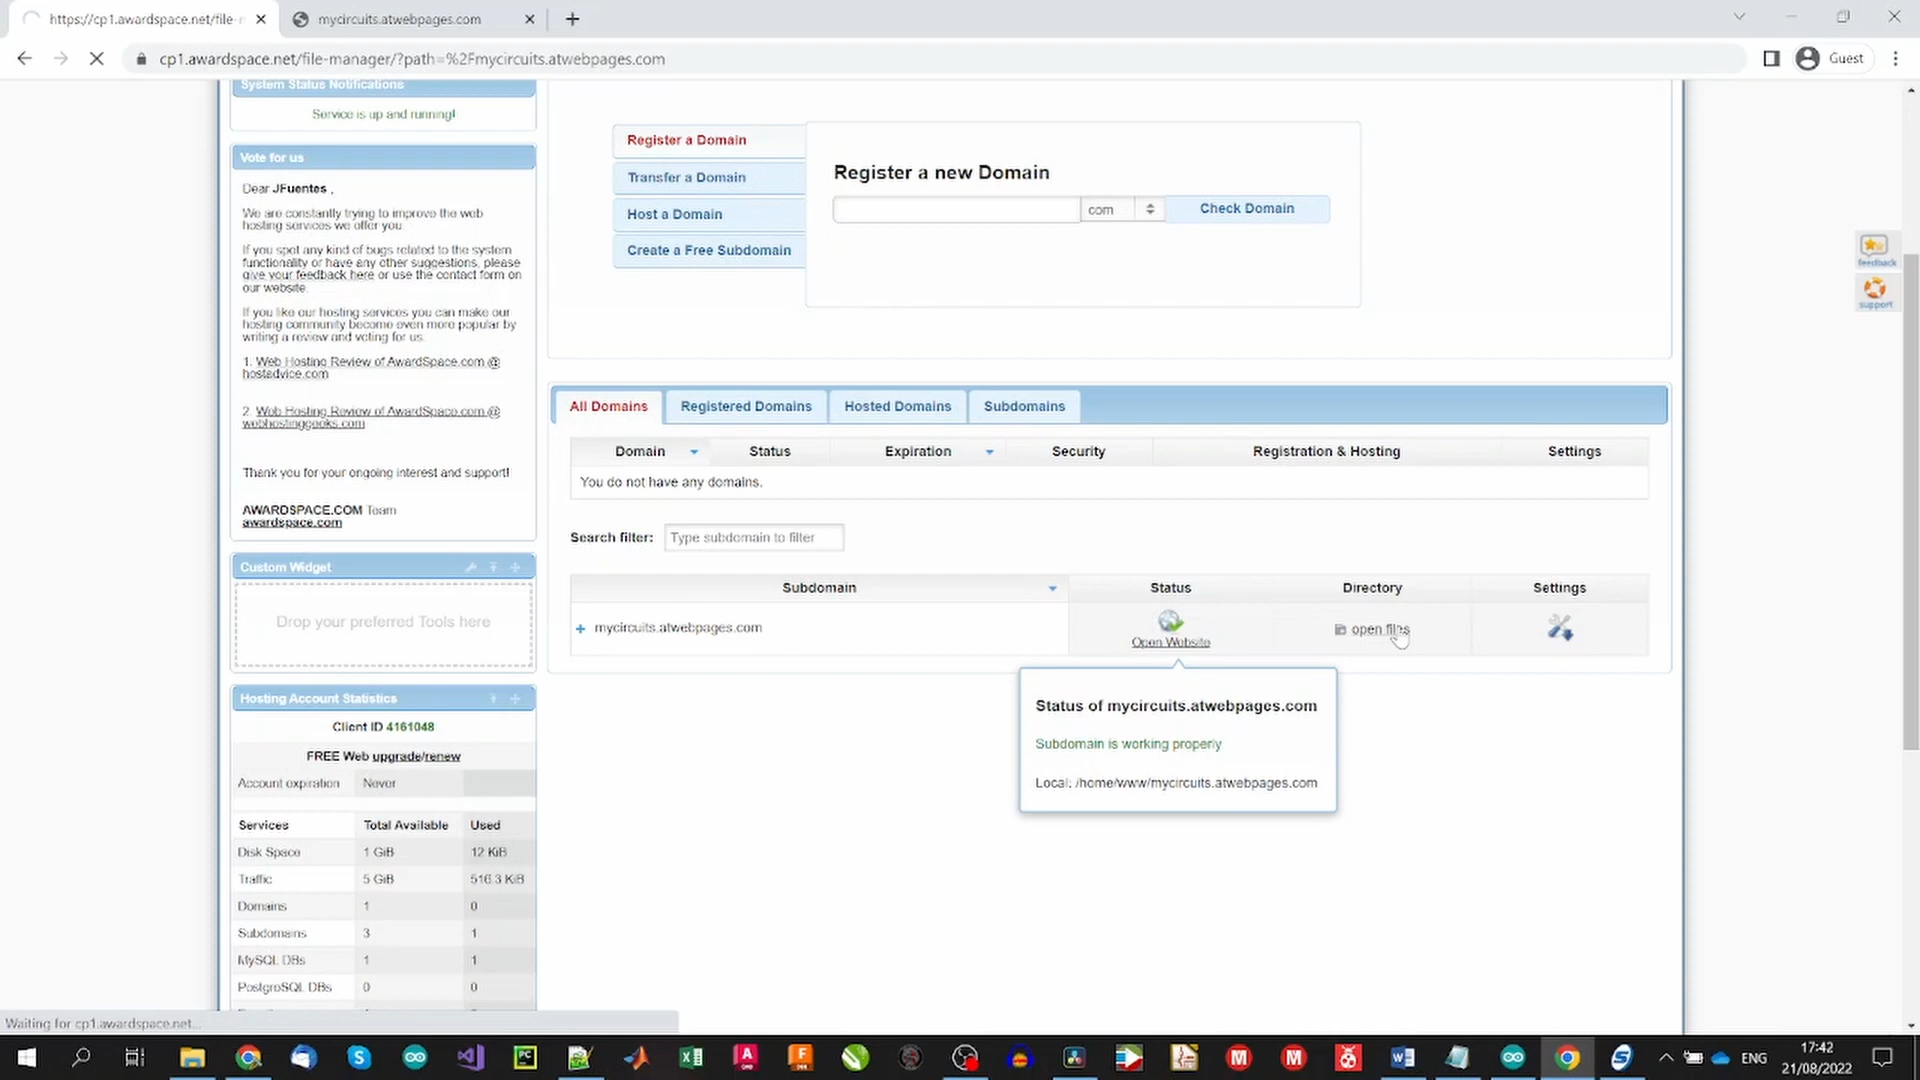 https://cp1.awardspace.net/file-
mycircuits.atwebpages.com
cp1.awardspace.net/file-manager/?path=%2Fmycircuits.atwebpages.com
Guest
System Status Notifications
Service is up and running!
Vote for us
Dear JFuentes ,
We are constantly trying to improve the web
hosting services we offer you.
If you spot any kind of bugs related to the system
functionality or have any other suggestions, please
give your feedback here or use the contact form on
our website.
If you like our hosting services you can make our
hosting community become even more popular by
writing a review and voting for us.
1. Web Hosting Review of AwardSpace.com @
hostadvice.com
2. Web Hosting Review of AwardSpace.com @
webhostinggeeks.com
Thank you for your ongoing interest and support!
AWARDSPACE.COM Team
awardspace.com
Custom Widget
Drop your preferred Tools here
Hosting Account Statistics
Client ID 4161048
FREE Web upgrade/renew
Account expiration Never
Services Total Available Used
Disk Space 1 GiB 12 KiB
Traffic 5 GiB 516.3 KiB
Domains 1 0
Subdomains 3 1
MySQL DBs 1 1
PostgreSQL DBs 0 0
Register a Domain
Transfer a Domain
Host a Domain
Create a Free Subdomain
Register a new Domain
com
Check Domain
feedback
support
All Domains Registered Domains Hosted Domains Subdomains
Domain Status Expiration Security Registration & Hosting Settings
You do not have any domains.
Search filter: Type subdomain to filter
Subdomain Status Directory Settings
mycircuits.atwebpages.com
Open Website
open files
Status of mycircuits.atwebpages.com
Subdomain is working properly
Local: /home/www/mycircuits.atwebpages.com
Waiting for cp1.awardspace.net...
ENG
17:42
21/08/2022